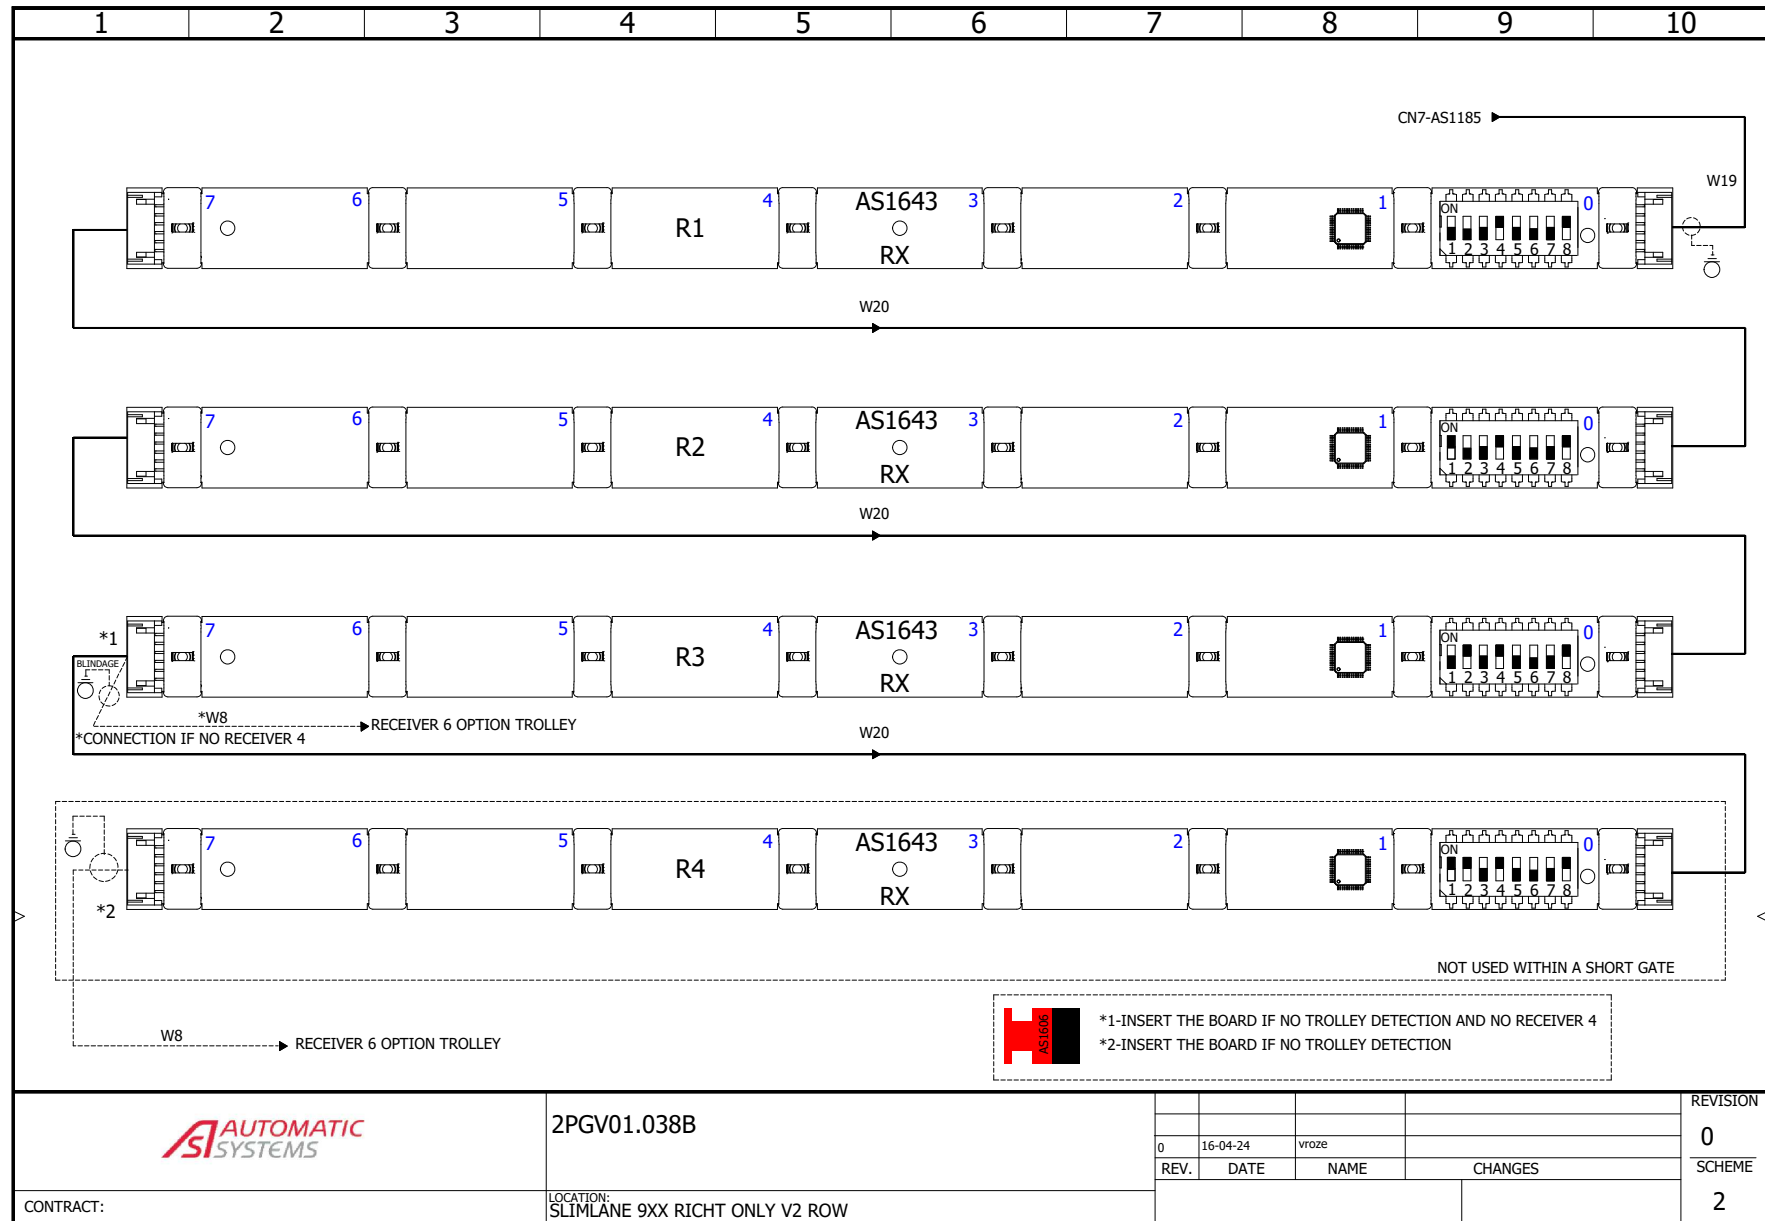 1 2 3 4 5 6 7 8 9 10
CN7-AS1185
W19
7 6 5 4 AS1643 3 2 1 0
R1
RX
ON
1 2 3 4 5 6 7 8
W20
7 6 5 4 AS1643 3 2 1 0
R2
RX
ON
1 2 3 4 5 6 7 8
W20
*1
7 6 5 4 AS1643 3 2 1 0
R3
RX
ON
1 2 3 4 5 6 7 8
BLINDAGE
*W8
RECEIVER 6 OPTION TROLLEY
*CONNECTION IF NO RECEIVER 4
W20
7 6 5 4 AS1643 3 2 1 0
R4
RX
ON
1 2 3 4 5 6 7 8
*2
NOT USED WITHIN A SHORT GATE
W8
RECEIVER 6 OPTION TROLLEY
AS1606
*1-INSERT THE BOARD IF NO TROLLEY DETECTION AND NO RECEIVER 4
*2-INSERT THE BOARD IF NO TROLLEY DETECTION
AS AUTOMATIC
SYSTEMS
2PGV01.038B
0 16-04-24 vroze
REV. DATE NAME CHANGES
REVISION
0
SCHEME
2
CONTRACT:
LOCATION:
SLIMLANE 9XX RICHT ONLY V2 ROW